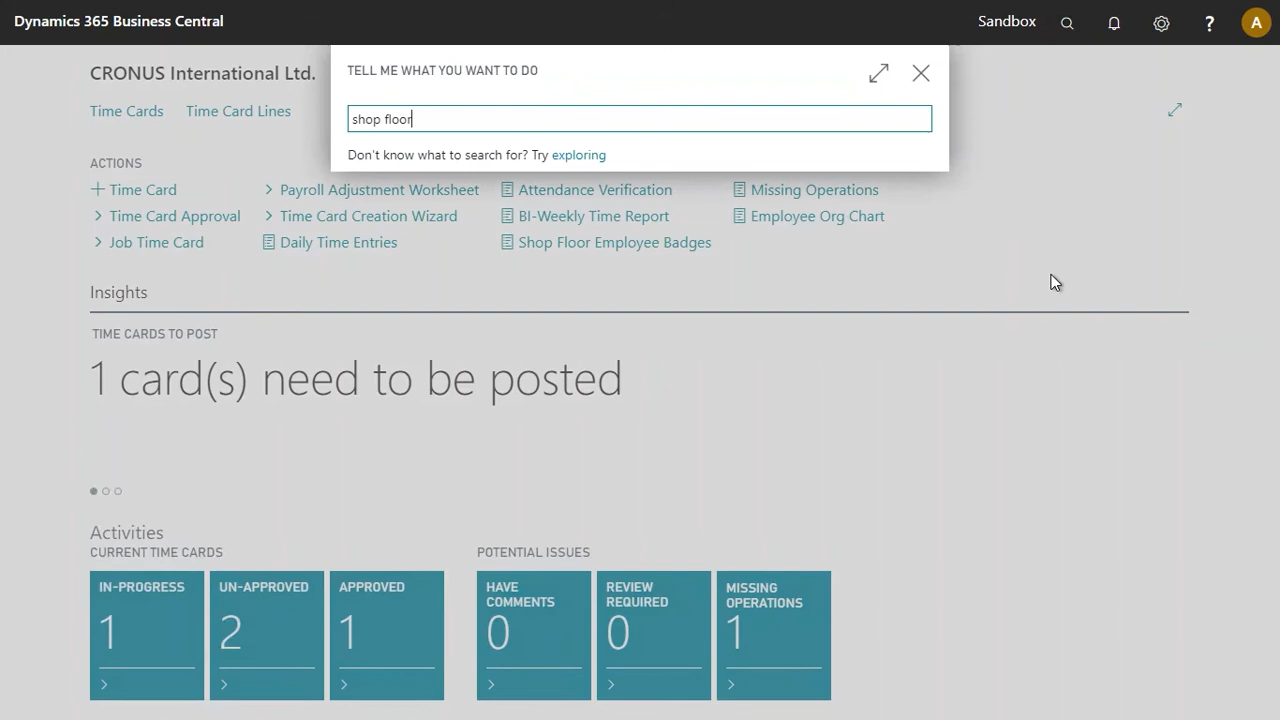 Dynamics 365 Business Central
Sandbox
?
A
CRONUS International Ltd.
Time Cards
Time Card Lines
TELL ME WHAT YOU WANT TO DO
shop floor
Don't know what to search for? Try exploring
ACTIONS
Time Card
Payroll Adjustment Worksheet
Attendance Verification
Missing Operations
Time Card Approval
Time Card Creation Wizard
BI-Weekly Time Report
Employee Org Chart
Job Time Card
Daily Time Entries
Shop Floor Employee Badges
Insights
TIME CARDS TO POST
1 card(s) need to be posted
Activities
CURRENT TIME CARDS
POTENTIAL ISSUES
IN-PROGRESS
1
UN-APPROVED
2
APPROVED
1
HAVE
COMMENTS
0
REVIEW
REQUIRED
0
MISSING
OPERATIONS
1